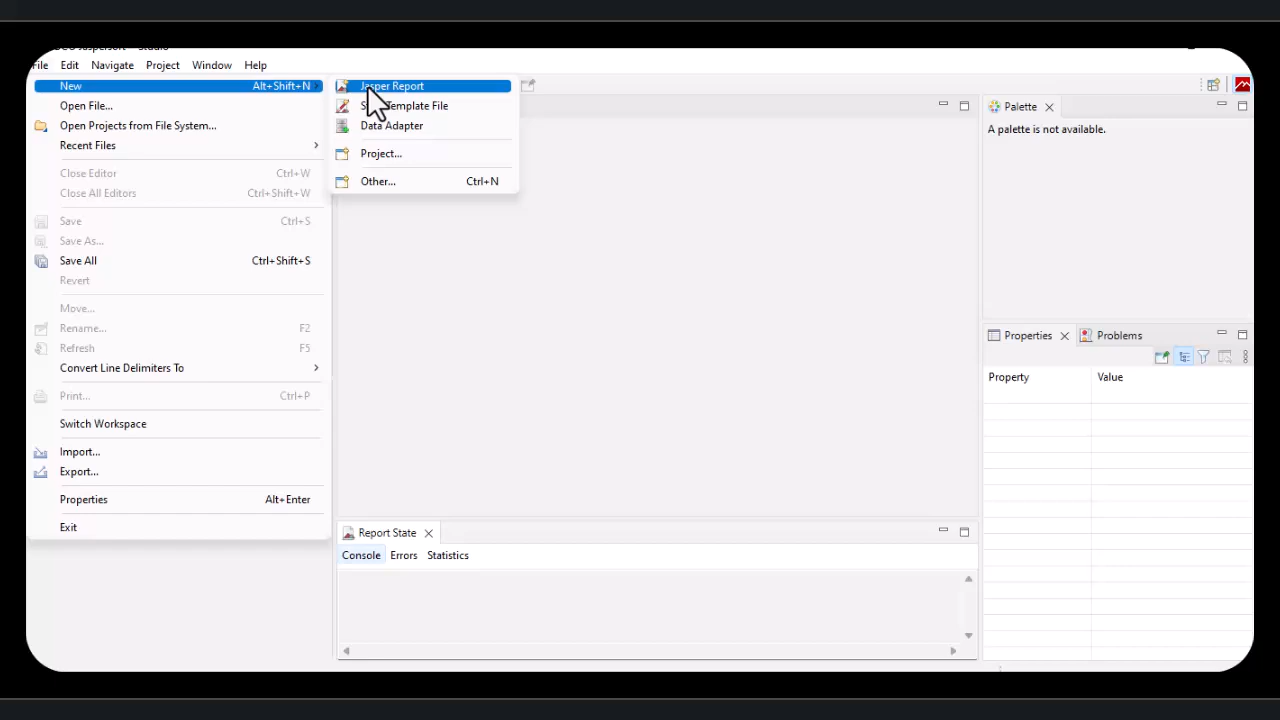 Jaspersoft Studio
File Edit Navigate Project Window Help
New Alt+Shift+N
Open File...
Open Projects from File System...
Recent Files
Close Editor Ctrl+W
Close All Editors Ctrl+Shift+W
Save Ctrl+S
Save As...
Save All Ctrl+Shift+S
Revert
Move...
Rename... F2
Refresh F5
Convert Line Delimiters To
Print... Ctrl+P
Switch Workspace
Import...
Export...
Properties Alt+Enter
Exit
Jasper Report
Template File
Data Adapter
Project...
Other... Ctrl+N
Palette
A palette is not available.
Properties Problems
Property Value
Report State
Console Errors Statistics